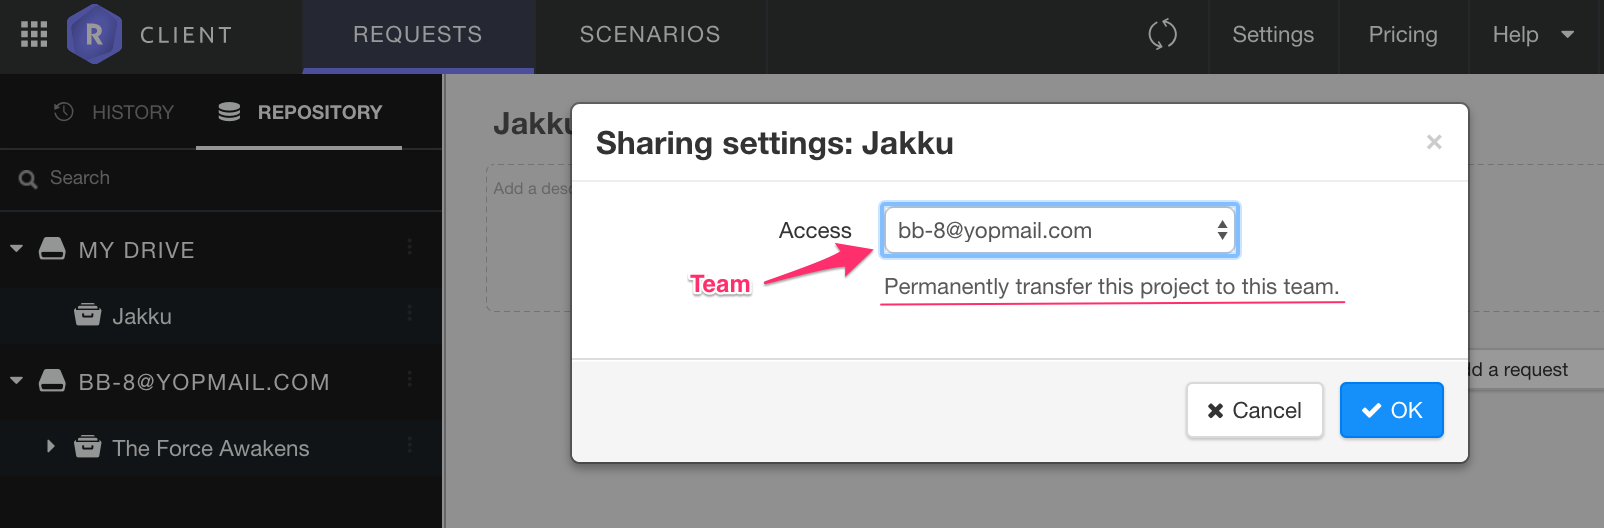 R CLIENT REQUESTS SCENARIOS Settings Pricing Help
HISTORY REPOSITORY
Search
MY DRIVE
Jakku
BB-8@YOPMAIL.COM
The Force Awakens
Jakku
Add a desc
Sharing settings: Jakku
Access bb-8@yopmail.com
Team
Permanently transfer this project to this team.
Cancel OK
d a request